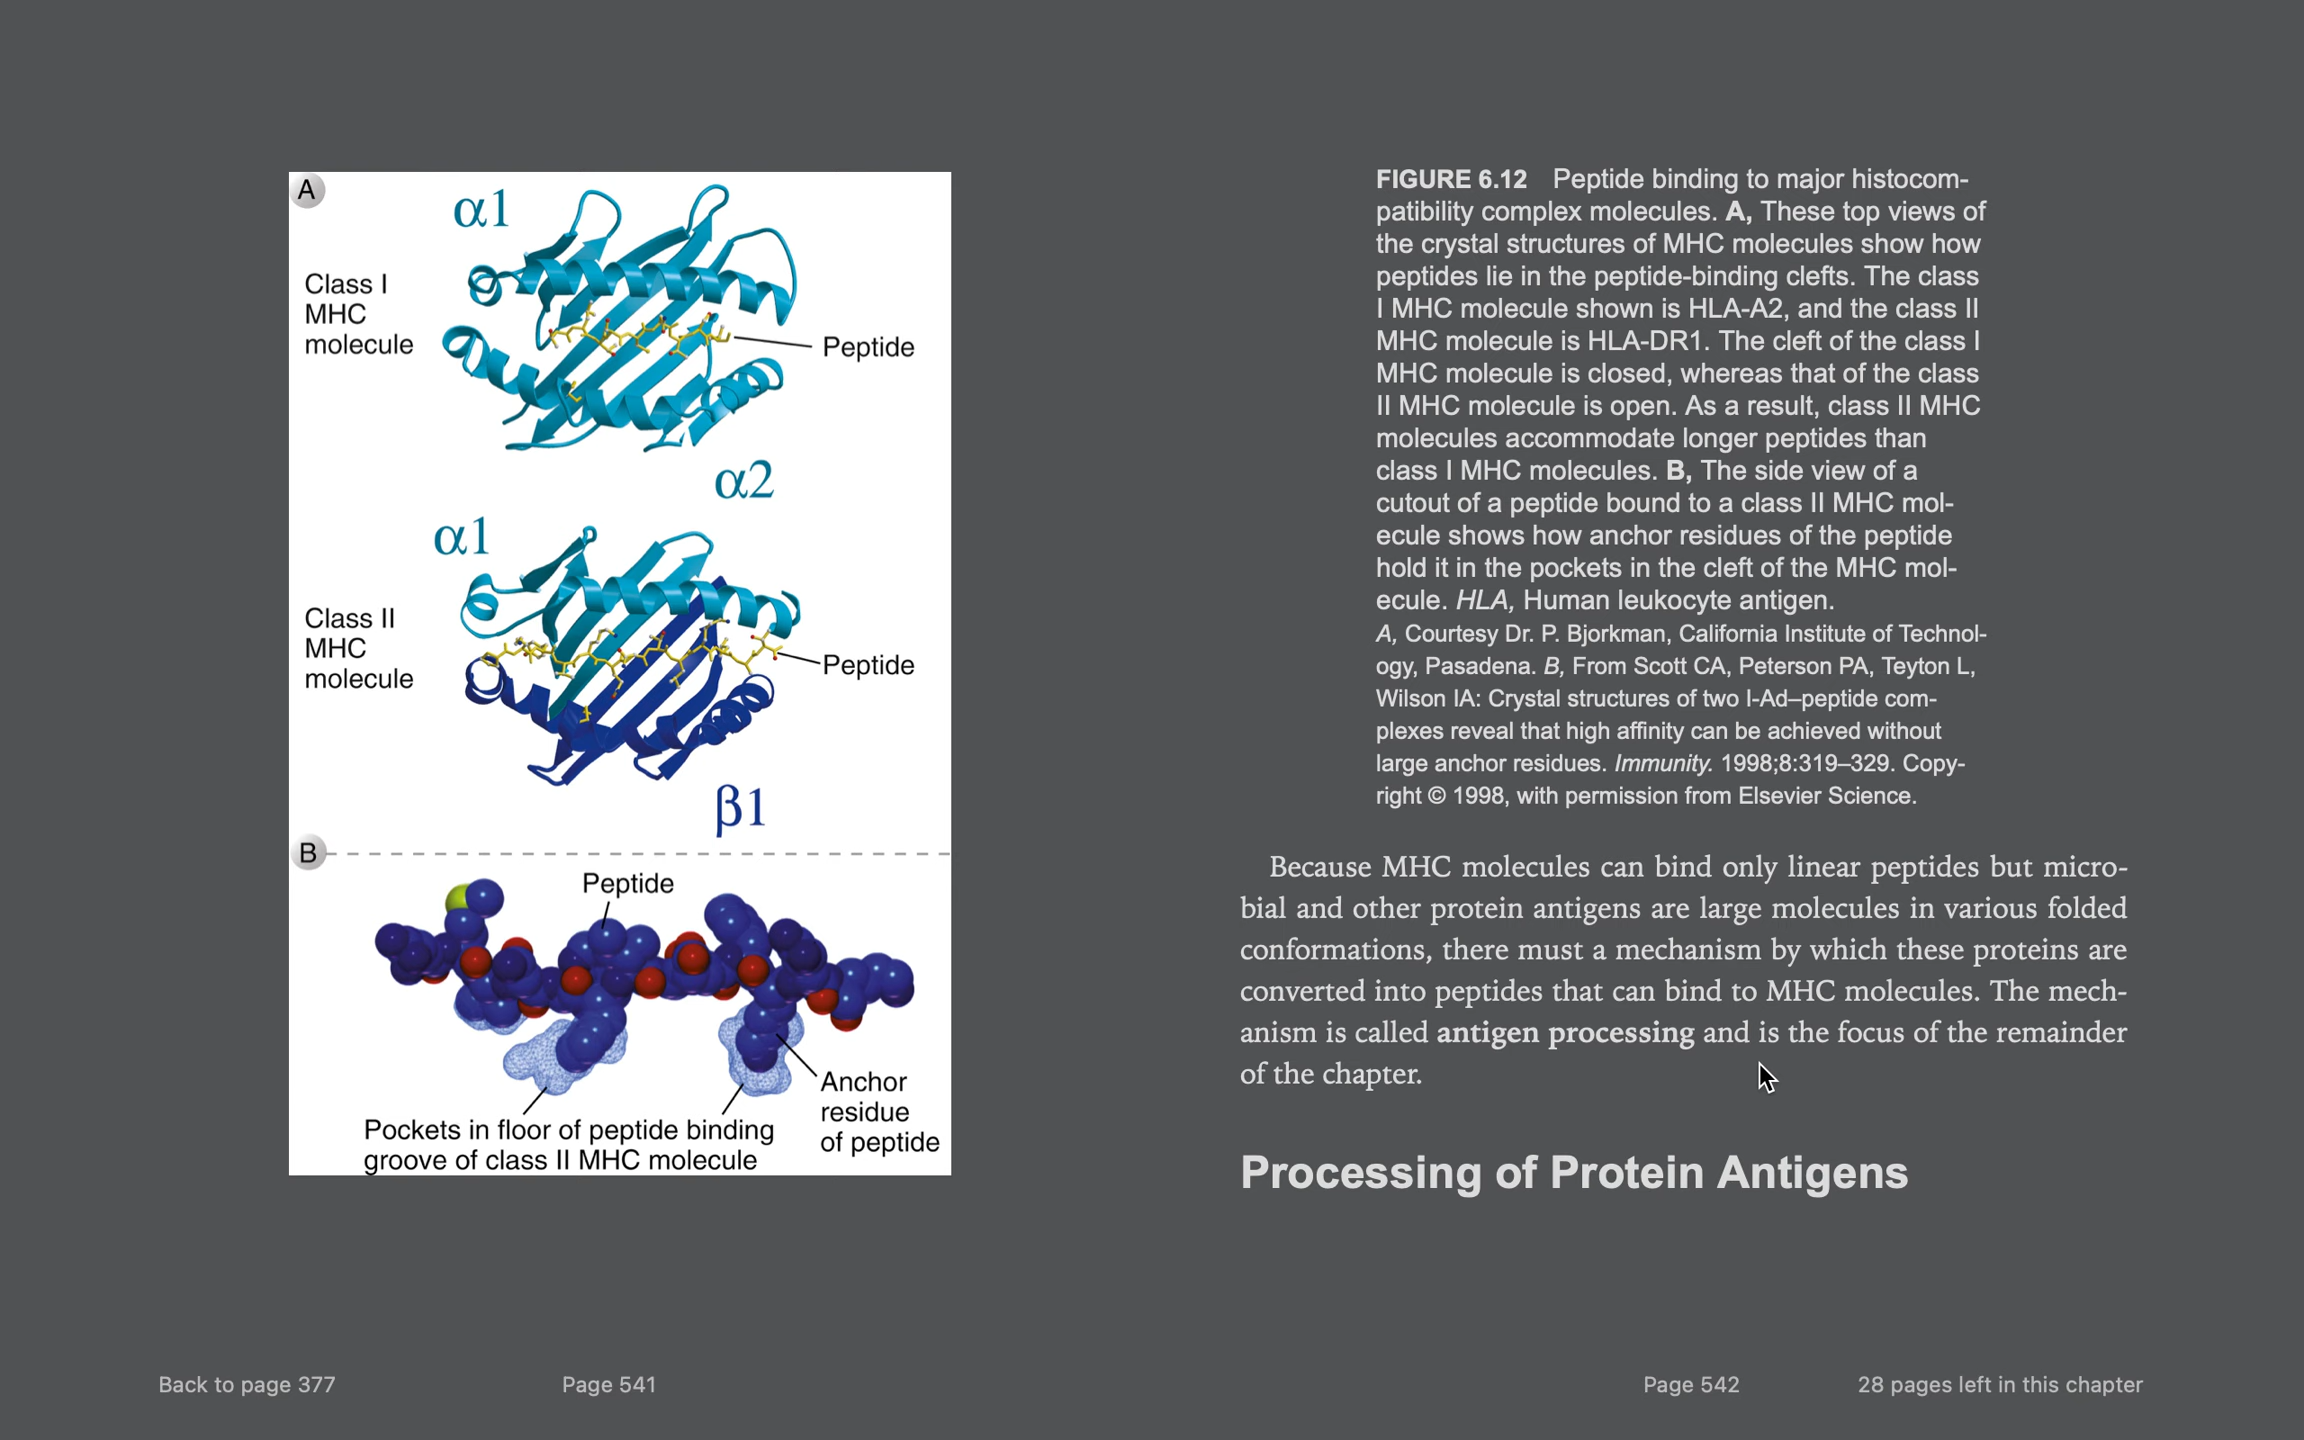 A
α1
Class I
MHC
molecule
Peptide
α2
α1
Class II
MHC
molecule
Peptide
β1
B
Peptide
Anchor
residue
of peptide
Pockets in floor of peptide binding
groove of class II MHC molecule
FIGURE 6.12 Peptide binding to major histocom-
patibility complex molecules. A, These top views of
the crystal structures of MHC molecules show how
peptides lie in the peptide-binding clefts. The class
I MHC molecule shown is HLA-A2, and the class II
MHC molecule is HLA-DR1. The cleft of the class I
MHC molecule is closed, whereas that of the class
II MHC molecule is open. As a result, class II MHC
molecules accommodate longer peptides than
class I MHC molecules. B, The side view of a
cutout of a peptide bound to a class II MHC mol-
ecule shows how anchor residues of the peptide
hold it in the pockets in the cleft of the MHC mol-
ecule. HLA, Human leukocyte antigen.
A, Courtesy Dr. P. Bjorkman, California Institute of Technol-
ogy, Pasadena. B, From Scott CA, Peterson PA, Teyton L,
Wilson IA: Crystal structures of two I-Ad–peptide com-
plexes reveal that high affinity can be achieved without
large anchor residues. Immunity. 1998;8:319–329. Copy-
right © 1998, with permission from Elsevier Science.
Because MHC molecules can bind only linear peptides but micro-
bial and other protein antigens are large molecules in various folded
conformations, there must a mechanism by which these proteins are
converted into peptides that can bind to MHC molecules. The mech-
anism is called antigen processing and is the focus of the remainder
of the chapter.
Processing of Protein Antigens
Back to page 377
Page 541
Page 542
28 pages left in this chapter